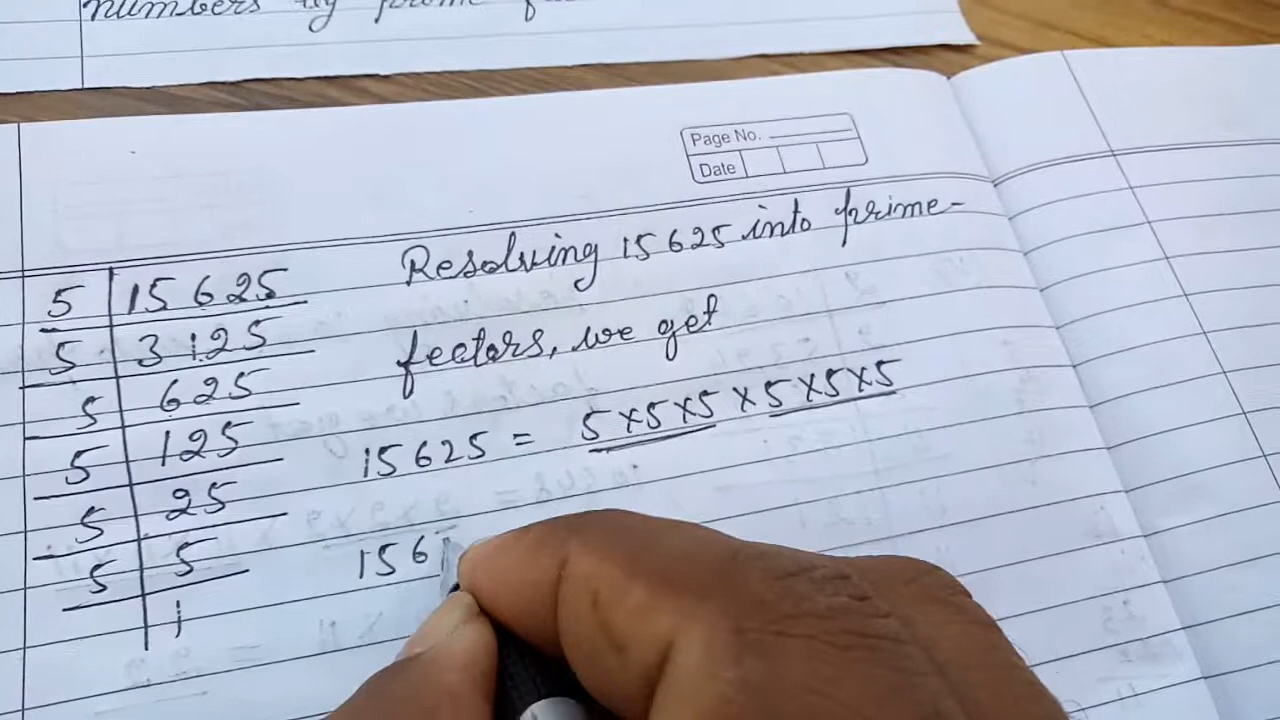 numbers by prime
Page No.
Date
Resolving 15625 into prime-
feetors, we get
15625 = 5×5×5 × 5×5×5
156
5 | 15625
5 | 3125
5 | 625
5 | 125
5 | 25
5 | 5
1